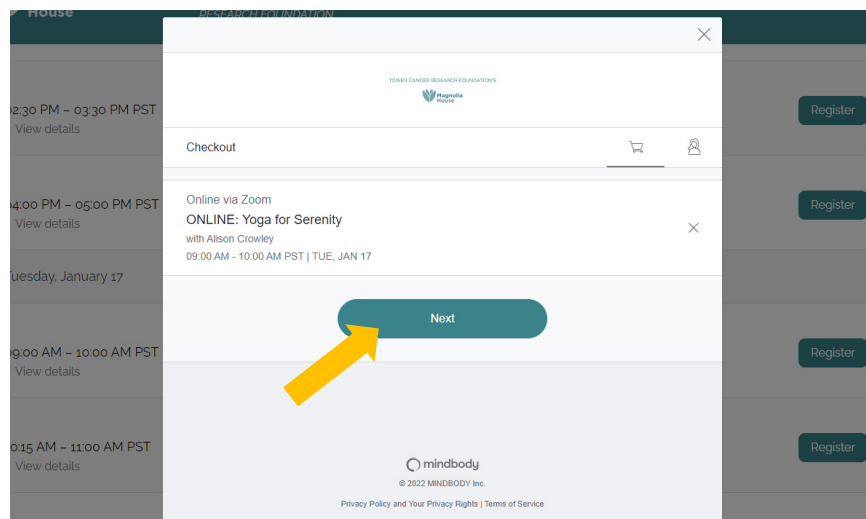 House
RESEARCH FOUNDATION
TOWER CANCER RESEARCH FOUNDATION'S
Magnolia
House
02:30 PM – 03:30 PM PST
View details
Register
Checkout
04:00 PM – 05:00 PM PST
View details
Register
Online via Zoom
ONLINE: Yoga for Serenity
with Alison Crowley
09:00 AM - 10:00 AM PST | TUE, JAN 17
Tuesday, January 17
Next
09:00 AM – 10:00 AM PST
View details
Register
0:15 AM – 11:00 AM PST
View details
Register
mindbody
© 2022 MINDBODY Inc.
Privacy Policy and Your Privacy Rights | Terms of Service